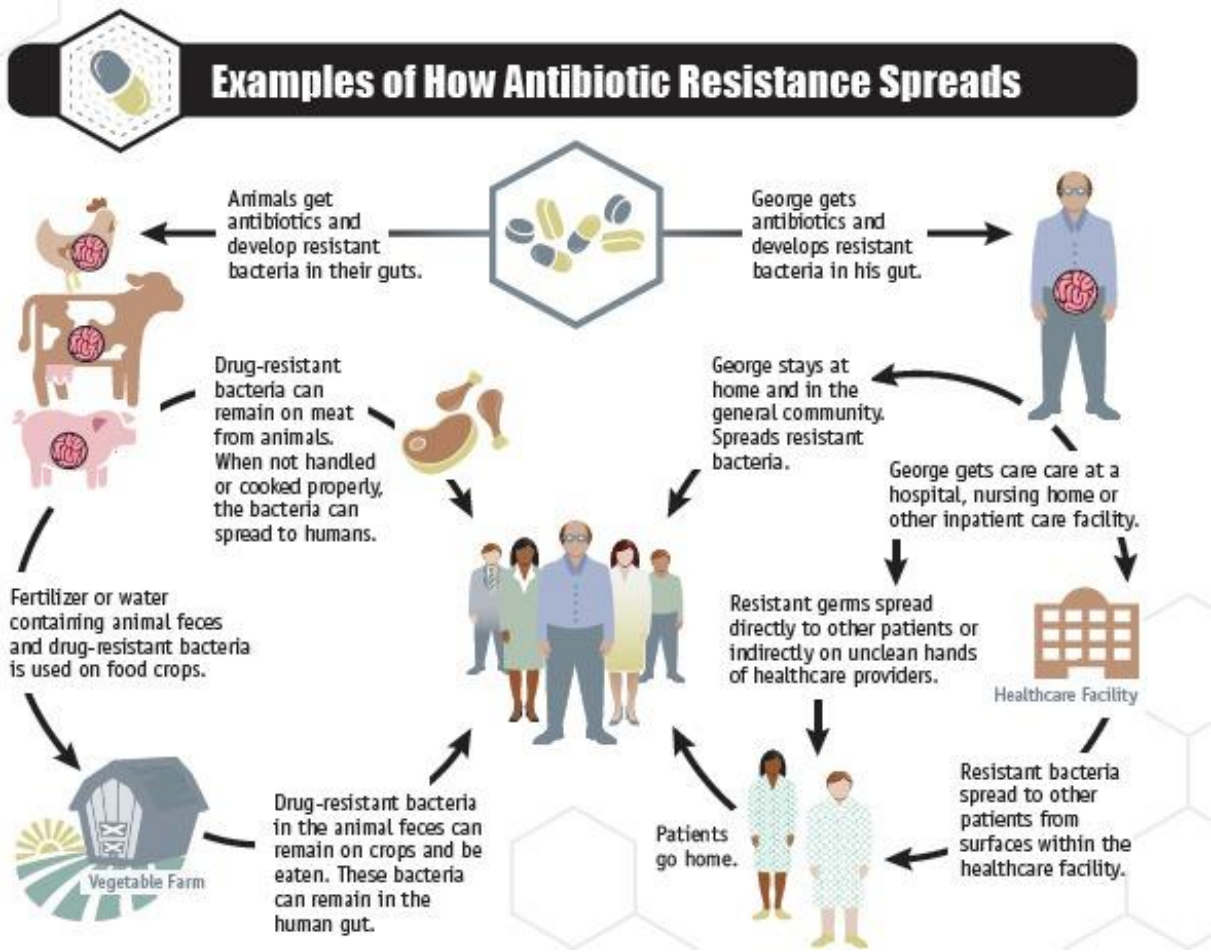 Examples of How Antibiotic Resistance Spreads
Animals get
antibiotics and
develop resistant
bacteria in their guts.
George gets
antibiotics and
develops resistant
bacteria in his gut.
Drug-resistant
bacteria can
remain on meat
from animals.
When not handled
or cooked properly,
the bacteria can
spread to humans.
George stays at
home and in the
general community.
Spreads resistant
bacteria.
George gets care care at a
hospital, nursing home or
other inpatient care facility.
Fertilizer or water
containing animal feces
and drug-resistant bacteria
is used on food crops.
Resistant germs spread
directly to other patients or
indirectly on unclean hands
of healthcare providers.
Healthcare Facility
Vegetable Farm
Drug-resistant bacteria
in the animal feces can
remain on crops and be
eaten. These bacteria
can remain in the
human gut.
Patients
go home.
Resistant bacteria
spread to other
patients from
surfaces within the
healthcare facility.